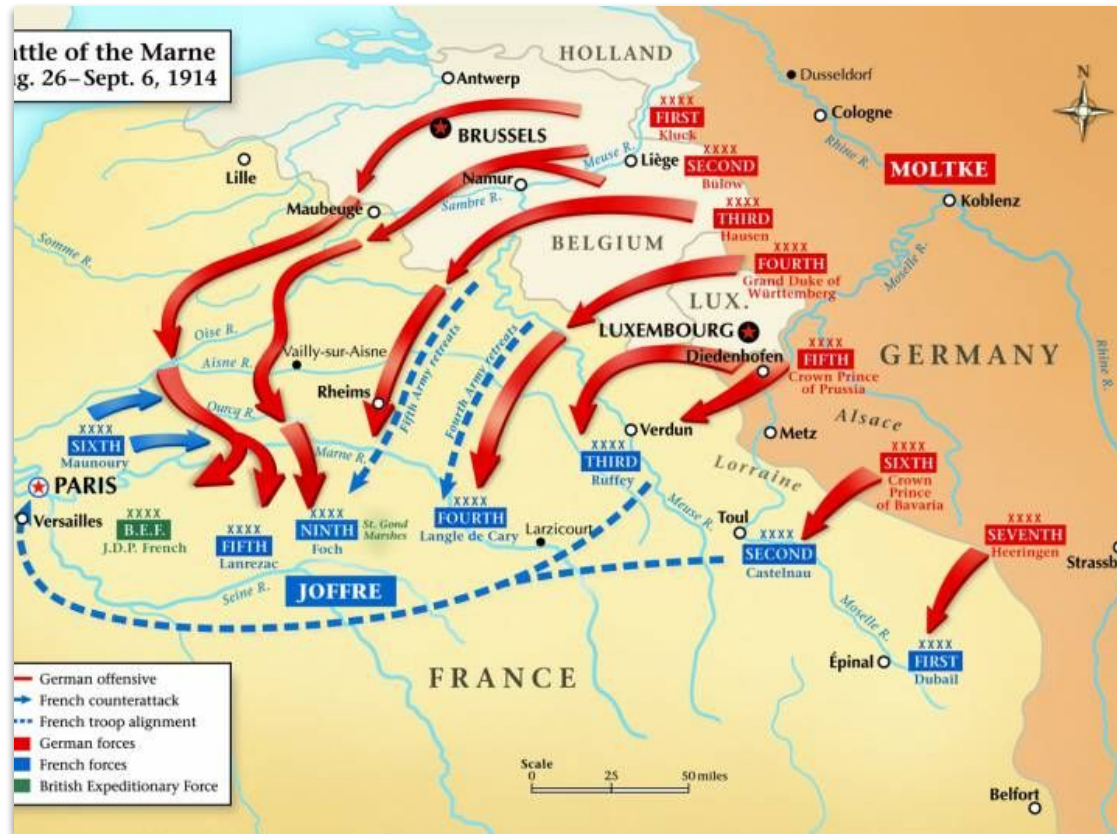 attle of the Marne
g. 26–Sept. 6, 1914
HOLLAND
N
Antwerp
Dusseldorf
Cologne
XXXX
FIRST
Kluck
BRUSSELS
Rhine R.
Lille
Meuse R.
Liège
XXXX
SECOND
Bülow
MOLTKE
Namur
Koblenz
Maubeuge
Sambre R.
XXXX
THIRD
Hausen
Somme R.
BELGIUM
XXXX
FOURTH
Grand Duke of
Württemberg
Moselle R.
LUX.
Oise R.
LUXEMBOURG
Vailly-sur-Aisne
Aisne R.
Diedenhofen
XXXX
FIFTH
Crown Prince
of Prussia
GERMANY
Rhine R.
Rheims
Fifth Army retreats
Fourth Army retreats
Ourcq R.
Alsace
XXXX
SIXTH
Maunoury
Marne R.
Verdun
Metz
XXXX
THIRD
Ruffey
Lorraine
XXXX
SIXTH
Crown
Prince
of Bavaria
PARIS
Versailles
XXXX
B.E.F.
J.D.P. French
XXXX
FIFTH
Lanrezac
XXXX
NINTH
Foch
St. Gond
Marshes
XXXX
FOURTH
Langle de Cary
Larzicourt
Meuse R.
Toul
XXXX
SECOND
Castelnau
XXXX
SEVENTH
Heeringen
Strassb
Seine R.
JOFFRE
Moselle R.
XXXX
FIRST
Dubail
Épinal
FRANCE
German offensive
French counterattack
French troop alignment
German forces
French forces
British Expeditionary Force
Scale
0 25 50 miles
Belfort